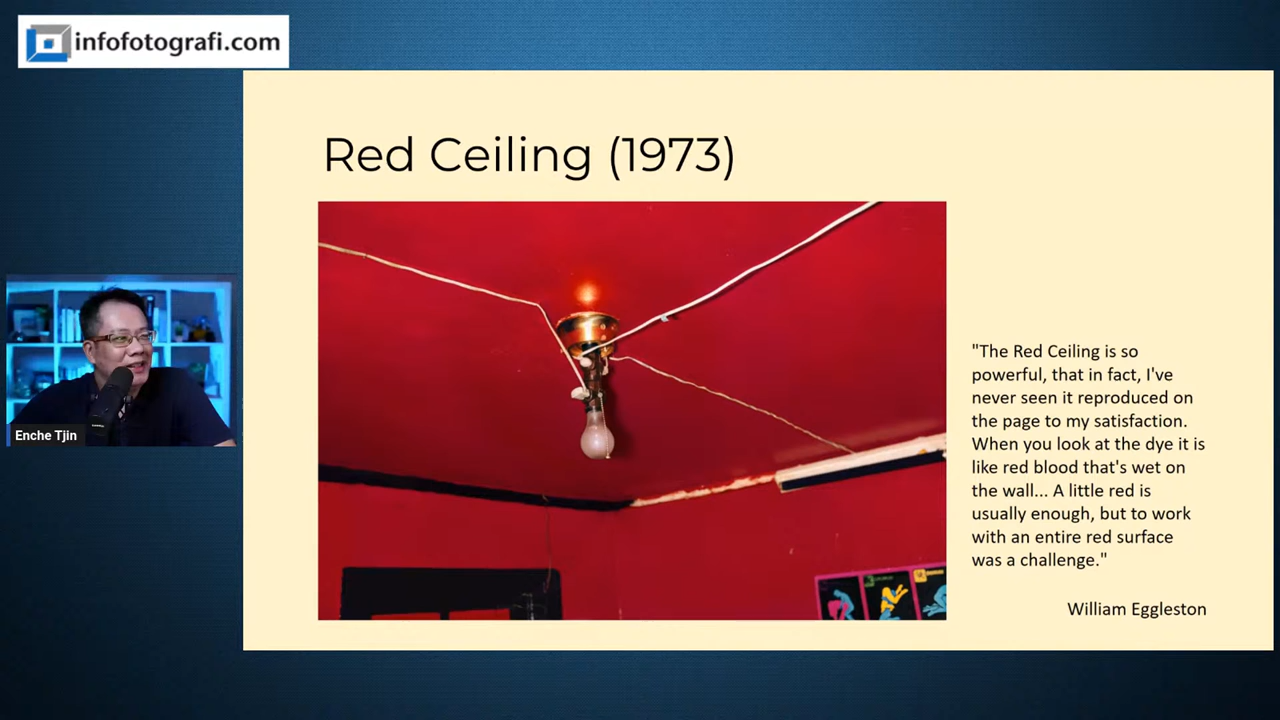 infofotografi.com
Red Ceiling (1973)
"The Red Ceiling is so
powerful, that in fact, I've
never seen it reproduced on
the page to my satisfaction.
When you look at the dye it is
like red blood that's wet on
the wall... A little red is
usually enough, but to work
with an entire red surface
was a challenge."
William Eggleston
Enche Tjin